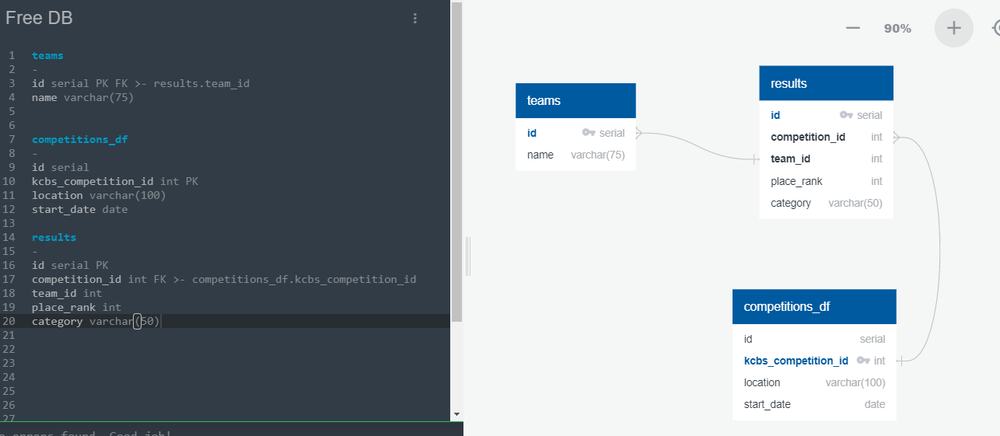 Free DB
1 teams
2 -
3 id serial PK FK >- results.team_id
4 name varchar(75)
5
6
7 competitions_df
8 -
9 id serial
10 kcbs_competition_id int PK
11 location varchar(100)
12 start_date date
13
14 results
15 -
16 id serial PK
17 competition_id int FK >- competitions_df.kcbs_competition_id
18 team_id int
19 place_rank int
20 category varchar(50)
21
22
23
24
25
26
27
errors found. Good job!
90%
teams
id serial
name varchar(75)
results
id serial
competition_id int
team_id int
place_rank int
category varchar(50)
competitions_df
id serial
kcbs_competition_id int
location varchar(100)
start_date date